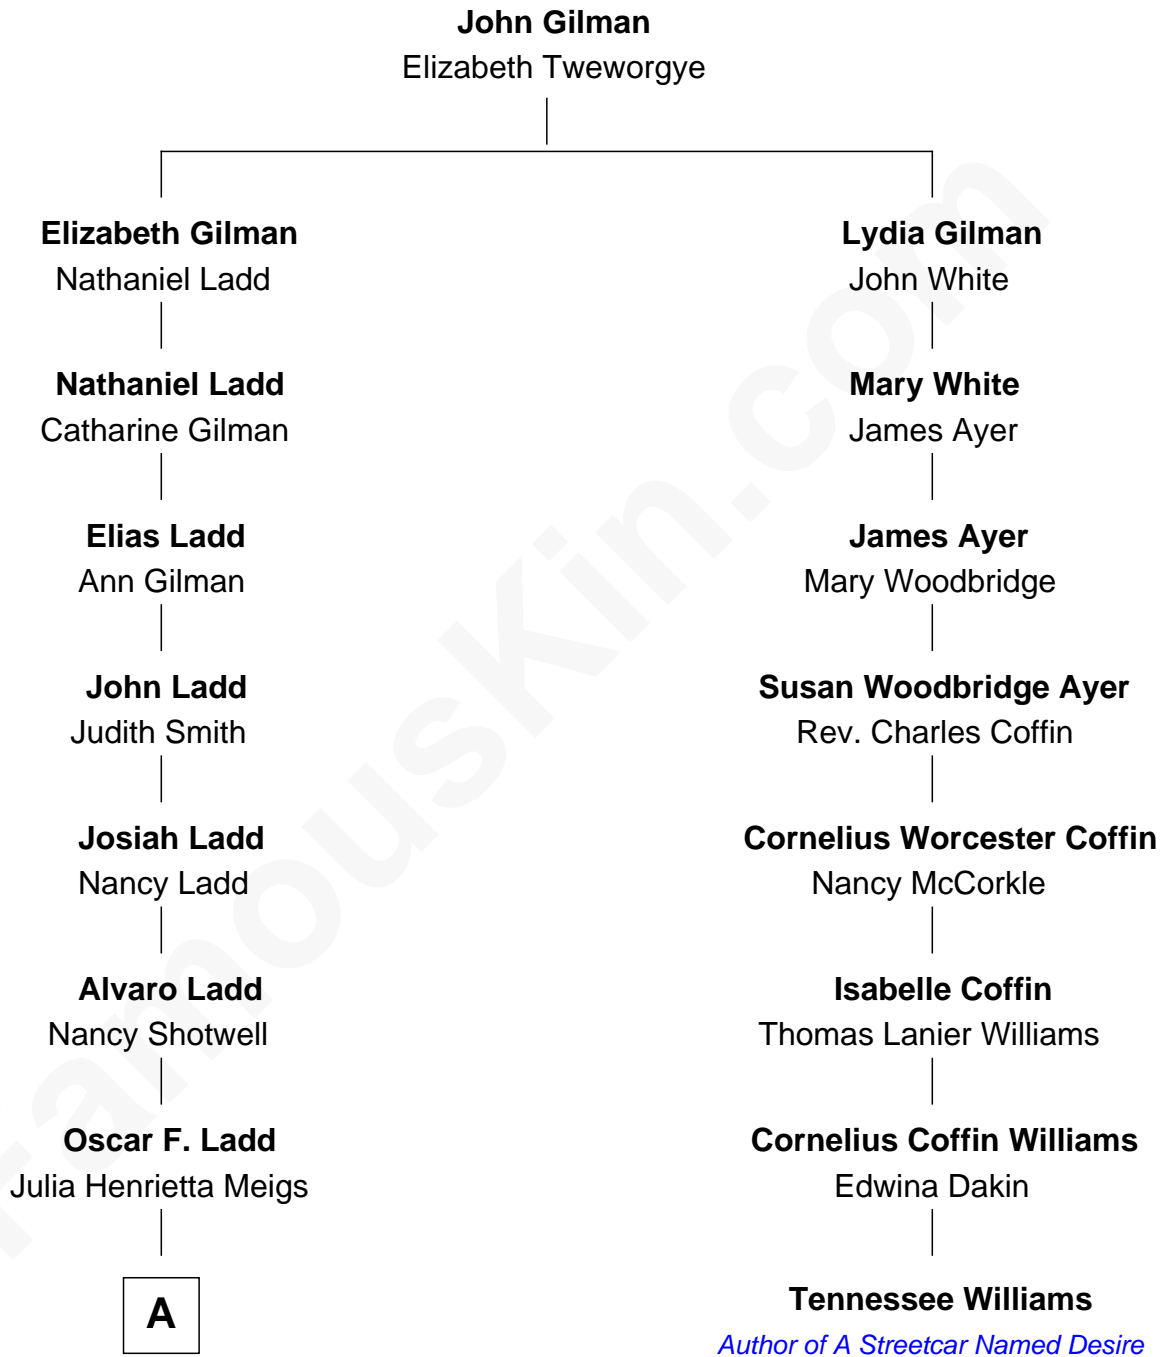 John Gilman
Elizabeth Tweworgye
Elizabeth Gilman
Nathaniel Ladd
Lydia Gilman
John White
Nathaniel Ladd
Catharine Gilman
Mary White
James Ayer
Elias Ladd
Ann Gilman
James Ayer
Mary Woodbridge
John Ladd
Judith Smith
Susan Woodbridge Ayer
Rev. Charles Coffin
Josiah Ladd
Nancy Ladd
Cornelius Worcester Coffin
Nancy McCorkle
Alvaro Ladd
Nancy Shotwell
Isabelle Coffin
Thomas Lanier Williams
Oscar F. Ladd
Julia Henrietta Meigs
Cornelius Coffin Williams
Edwina Dakin
A
Tennessee Williams
Author of A Streetcar Named Desire
FamousKin.com